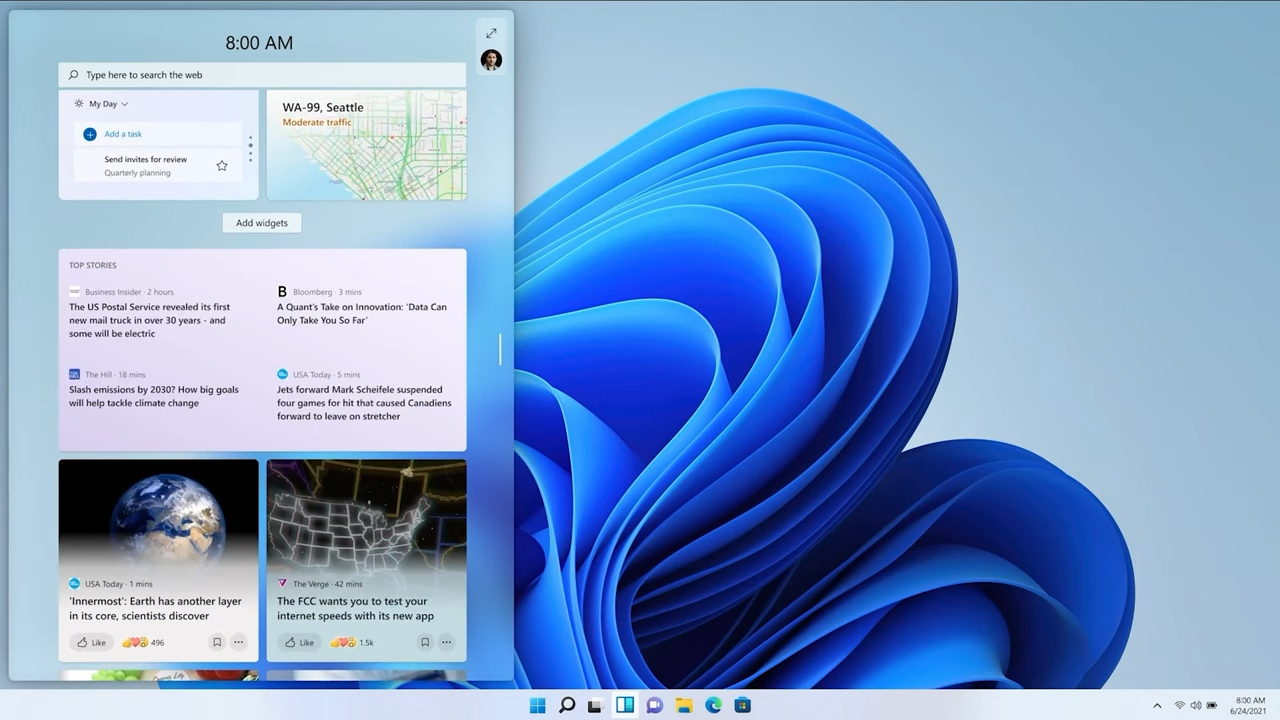 8:00 AM
Type here to search the web
My Day
Add a task
Send invites for review
Quarterly planning
WA-99, Seattle
Moderate traffic
Add widgets
TOP STORIES
Business Insider · 2 hours
The US Postal Service revealed its first
new mail truck in over 30 years - and
some will be electric
B Bloomberg · 3 mins
A Quant's Take on Innovation: 'Data Can
Only Take You So Far'
The Hill · 18 mins
Slash emissions by 2030? How big goals
will help tackle climate change
USA Today · 5 mins
Jets forward Mark Scheifele suspended
four games for hit that caused Canadiens
forward to leave on stretcher
USA Today · 1 mins
'Innermost': Earth has another layer
in its core, scientists discover
Like
496
The Verge · 42 mins
The FCC wants you to test your
internet speeds with its new app
Like
1.5k
8:00 AM
6/24/2021